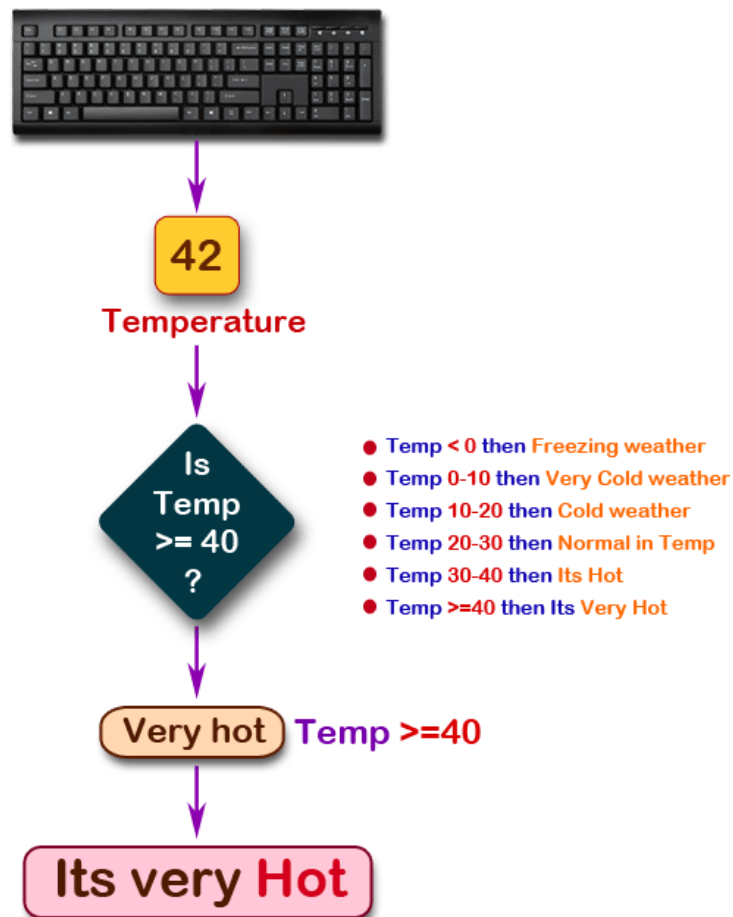 42
Temperature
Is
Temp
>= 40
?
Temp < 0 then Freezing weather
Temp 0-10 then Very Cold weather
Temp 10-20 then Cold weather
Temp 20-30 then Normal in Temp
Temp 30-40 then Its Hot
Temp >=40 then Its Very Hot
Very hot Temp >=40
Its very Hot